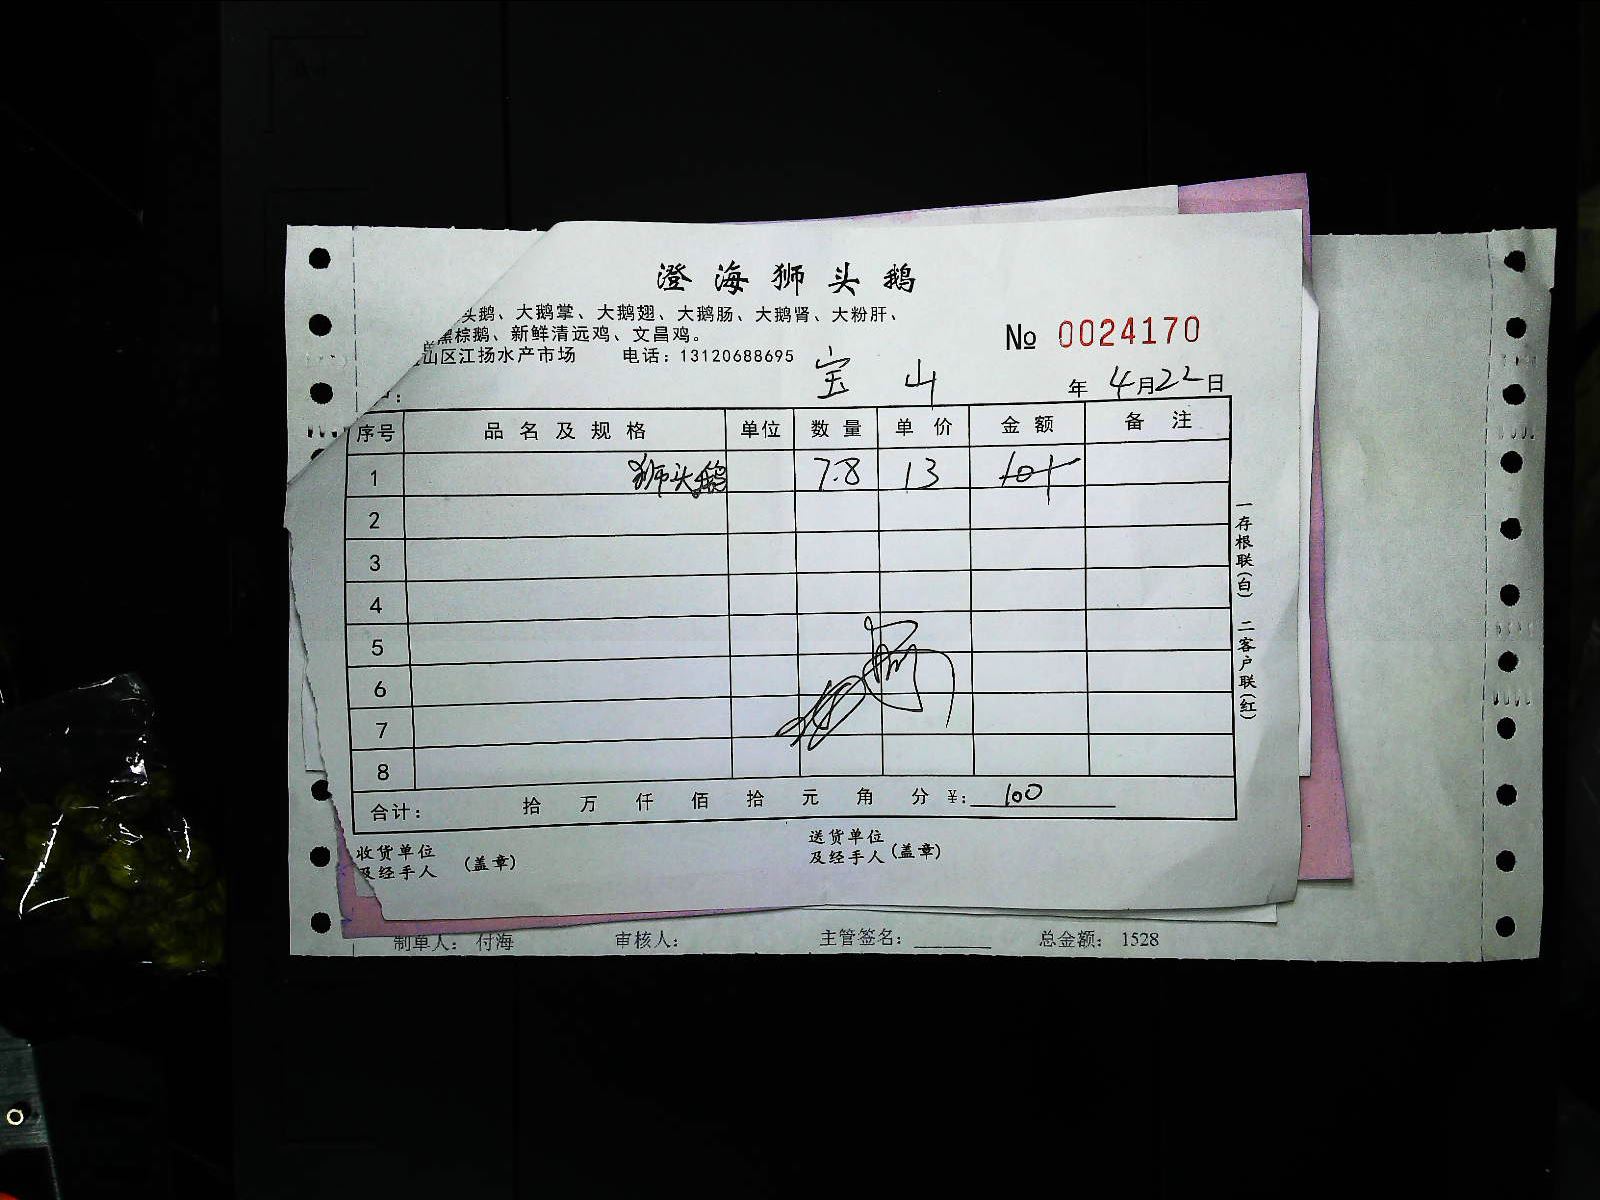 澄海狮头鹅
头鹅、大鹅掌、大鹅翅、大鹅肠、大鹅肾、大粉肝、
黑棕鹅、新鲜清远鸡、文昌鸡。
山区江扬水产市场 电话：13120688695
№ 0024170
宝山
年 4月22日
序号 品名及规格 单位 数量 单价 金额 备注
1 狮头鹅 7.8 13 101
2
3
4
5
6
7
8
合计： 拾 万 仟 佰 拾 元 角 分 ¥：100
收货单位
及经手人 （盖章）
送货单位
及经手人（盖章）
一存根联（白） 二客户联（红）
制单人： 付海 审核人： 主管签名： 总金额： 1528